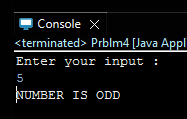 Console
<terminated> Prblm4 [Java Appl
Enter your input :
5
NUMBER IS ODD